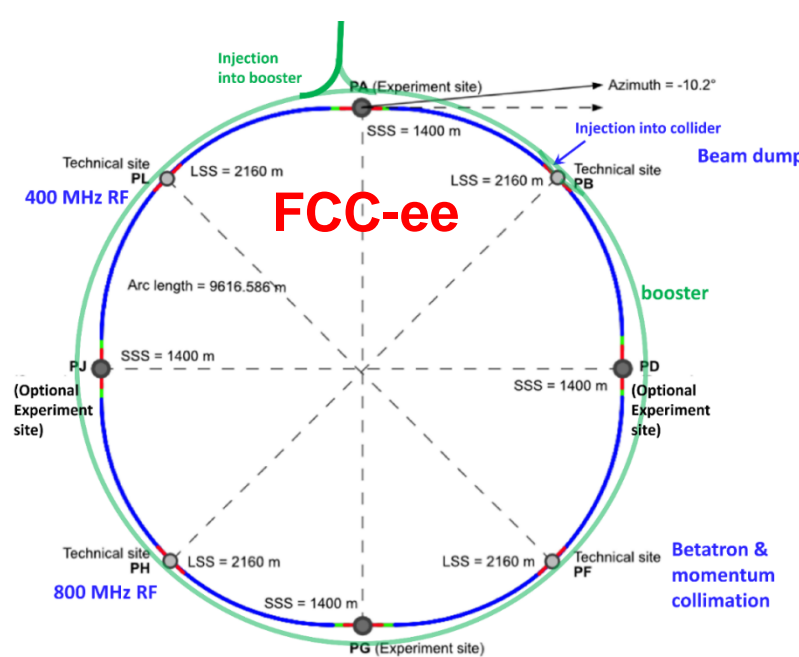 Injection
into booster
PA (Experiment site)
Azimuth = -10.2°
SSS = 1400 m
Injection into collider
Beam dump
Technical site
PL
LSS = 2160 m
LSS = 2160 m
Technical site
PB
400 MHz RF
FCC-ee
Arc length = 9616.586 m
booster
PJ
SSS = 1400 m
PD
SSS = 1400 m
(Optional
Experiment
site)
(Optional
Experiment
site)
Technical site
PH
LSS = 2160 m
LSS = 2160 m
Technical site
PF
Betatron &
momentum
collimation
800 MHz RF
SSS = 1400 m
PG (Experiment site)